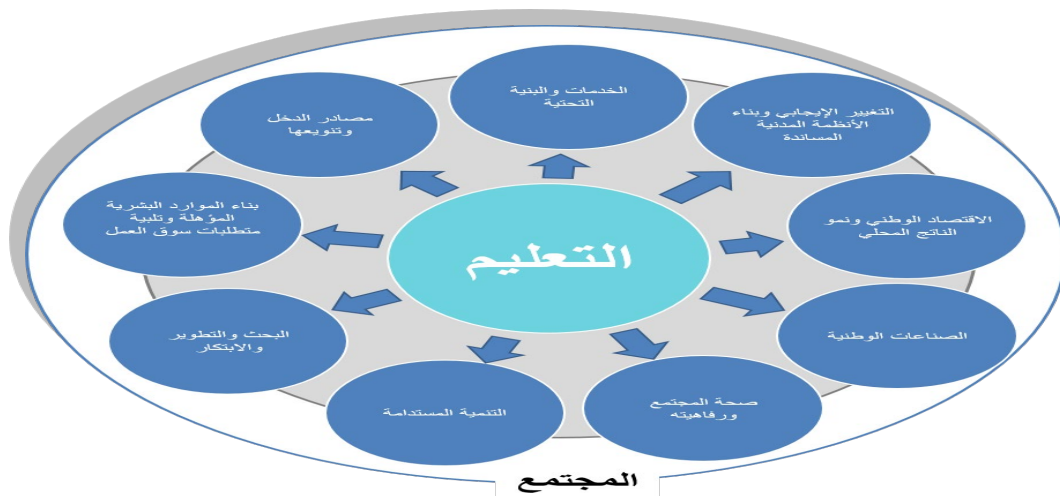 الخدمات والبنية
التحتية
التغيير الإيجابي وبناء
الأنظمة المدنية
المساندة
الاقتصاد الوطني ونمو
الناتج المحلي
الصناعات الوطنية
صحة المجتمع
ورفاهيته
التنمية المستدامة
البحث والتطوير
والابتكار
بناء الموارد البشرية
المؤهلة وتلبية
متطلبات سوق العمل
مصادر الدخل
وتنويعها
التعليم
المجتمع